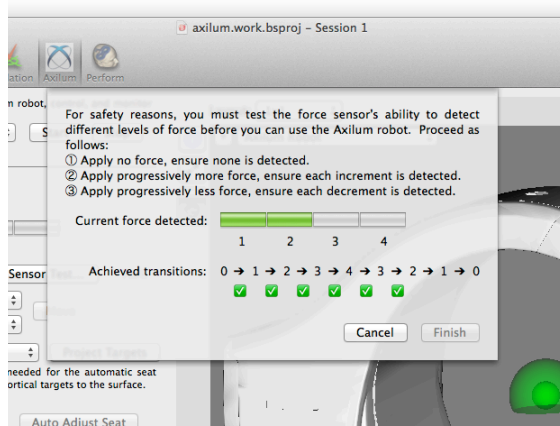 axilum.work.bsproj – Session 1
Axilum Perform
For safety reasons, you must test the force sensor's ability to detect
different levels of force before you can use the Axilum robot. Proceed as
follows:
① Apply no force, ensure none is detected.
② Apply progressively more force, ensure each increment is detected.
③ Apply progressively less force, ensure each decrement is detected.
Current force detected:
1 2 3 4
Sensor
Achieved transitions: 0 → 1 → 2 → 3 → 4 → 3 → 2 → 1 → 0
Cancel Finish
Project Targets
needed for the automatic seat
ortical targets to the surface.
Auto Adjust Seat